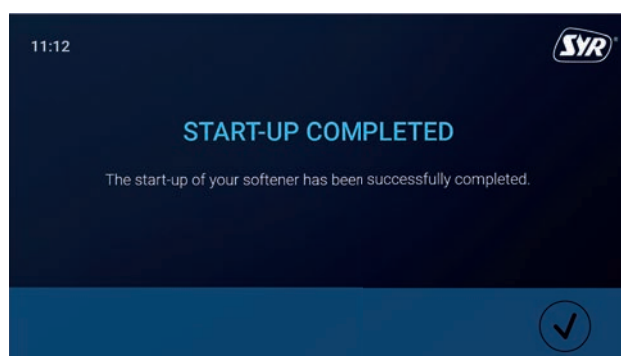 11:12
SYR
START-UP COMPLETED
The start-up of your softener has been successfully completed.